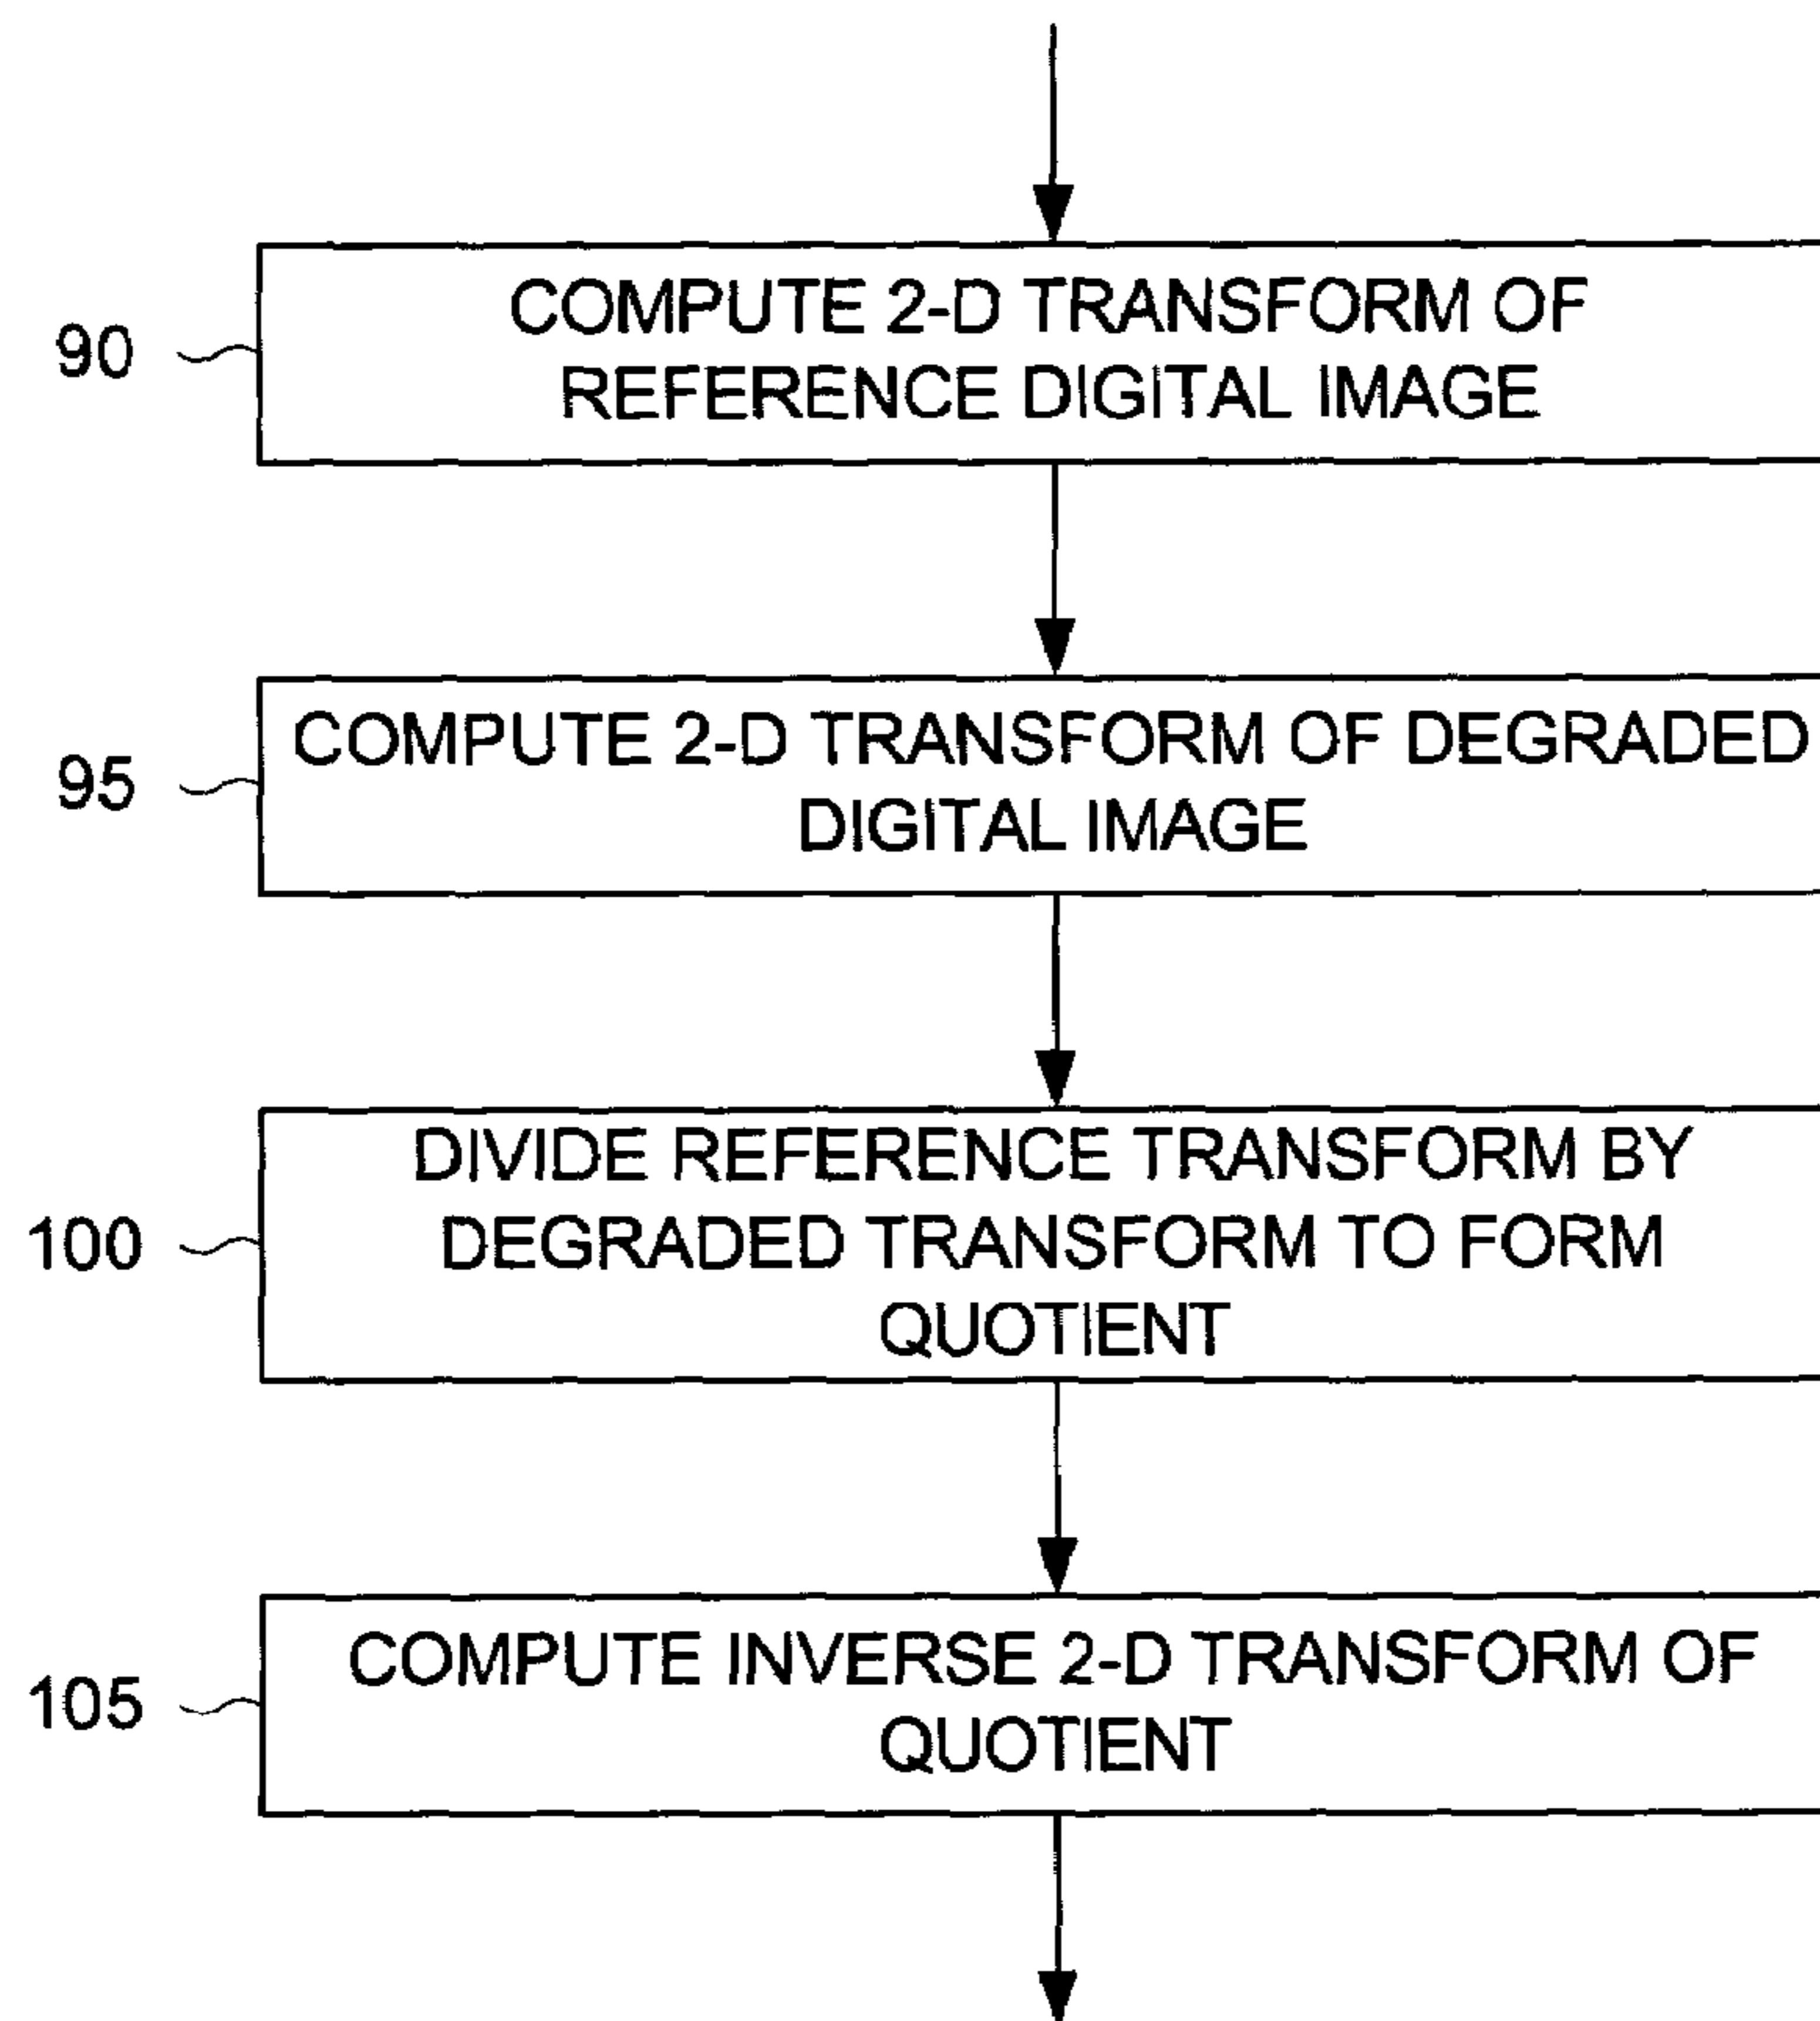 90
COMPUTE 2-D TRANSFORM OF
REFERENCE DIGITAL IMAGE
95
COMPUTE 2-D TRANSFORM OF DEGRADED
DIGITAL IMAGE
100
DIVIDE REFERENCE TRANSFORM BY
DEGRADED TRANSFORM TO FORM
QUOTIENT
105
COMPUTE INVERSE 2-D TRANSFORM OF
QUOTIENT